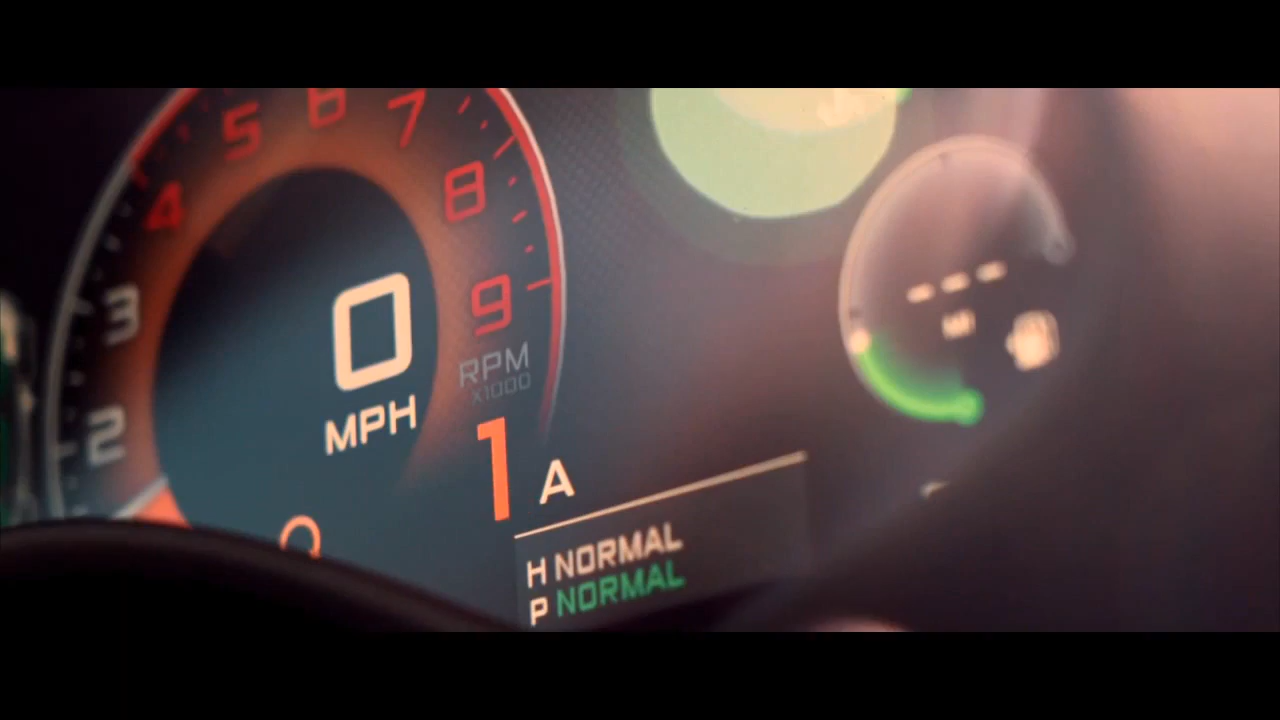 5 6 7
4 8
3 9
2
0
MPH
RPM
X1000
1 A
H NORMAL
P NORMAL